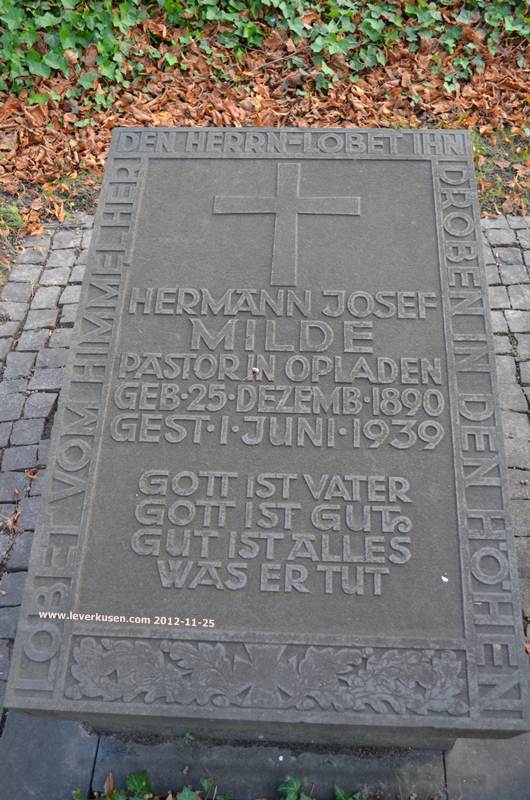 LOBET VOM HIMMEL HER
DEN HERRN-LOBET IHN
DROBEN IN DEN HÖHEN
HERMANN JOSEF
MILDE
PASTOR IN OPLADEN
GEB·25·DEZEMB·1890
GEST·1·JUNI·1939
GOTT IST VATER
GOTT IST GUT
GUT IST ALLES
WAS ER TUT
www.leverkusen.com 2012-11-25